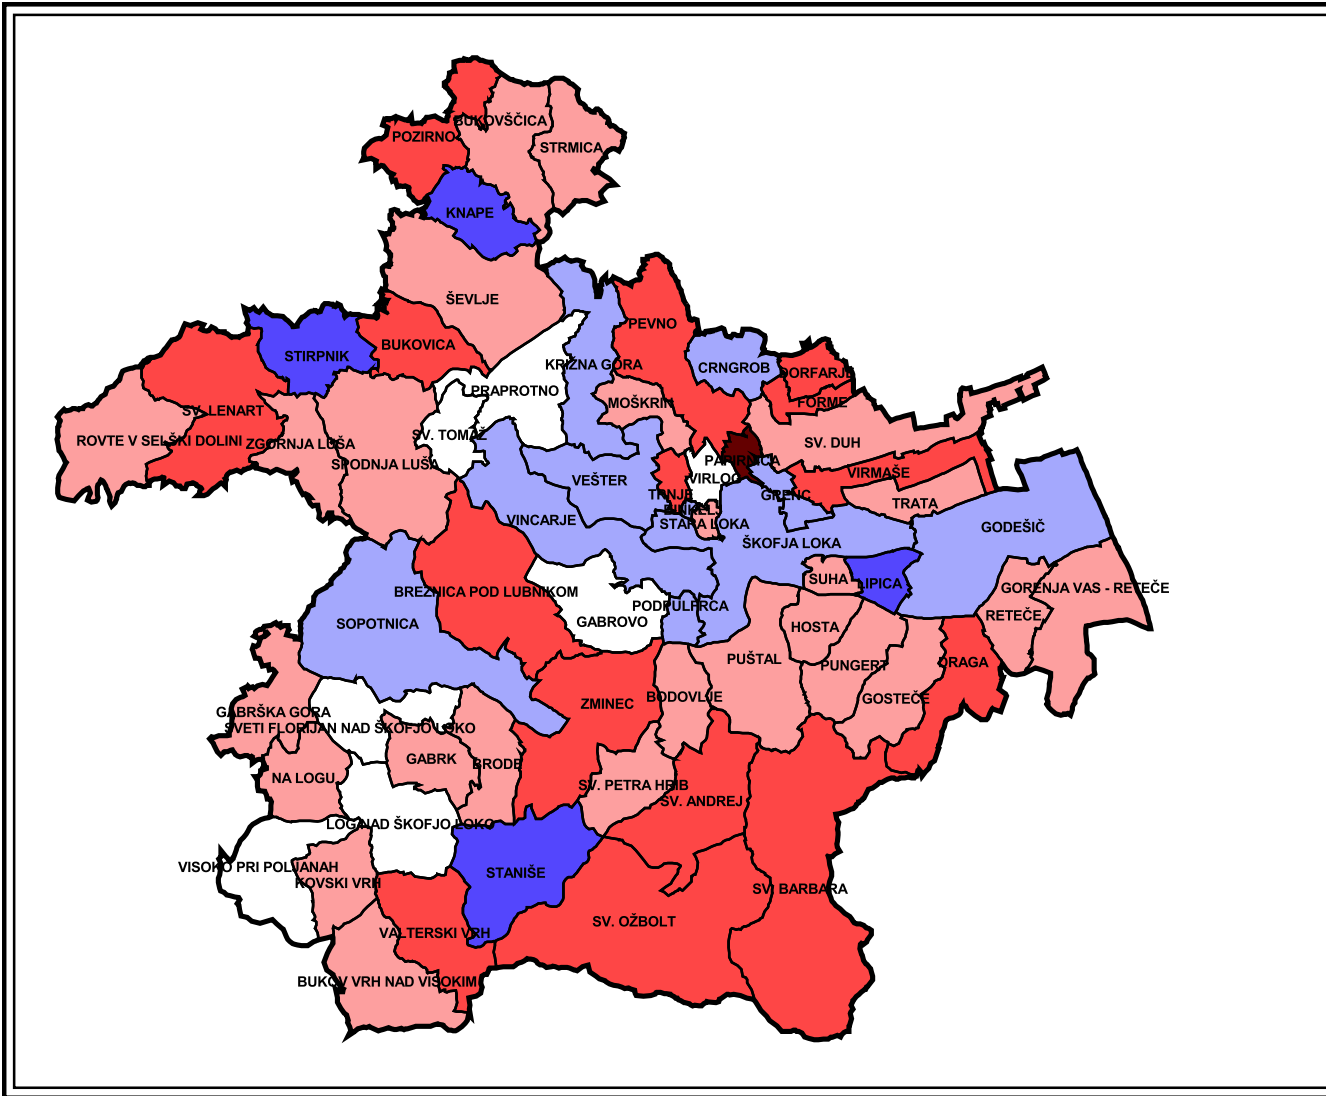 BUKOVŠČICA
POZIRNO
STRMICA
KNAPE
ŠEVLJE
PEVNO
BUKOVICA
STIRPNIK
KRIŽNA GORA
CRNGROB
DORFARJE
PRAPROTNO
MOŠKRIN
FORME
SV. LENART
SV. TOMAŽ
ROVTE V SELŠKI DOLINI
ZGORNJA LUŠA
SV. DUH
SPODNJA LUŠA
PAPIRNICA
VIRMAŠE
VEŠTER
VIRLOG
TRNJE
GRENC
TRATA
BINKELJ
VINCARJE
STARA LOKA
GODEŠIČ
ŠKOFJA LOKA
SUHA
LIPICA
GORENJA VAS - RETEČE
BREZNICA POD LUBNIKOM
PODPULFRCA
RETEČE
SOPOTNICA
GABROVO
HOSTA
PUŠTAL
PUNGERT
DRAGA
BODOVLJE
GOSTEČE
ZMINEC
GABRŠKA GORA
SVETI FLORIJAN NAD ŠKOFJO LOKO
GABRK
BRODE
NA LOGU
SV. PETRA HRIB
SV. ANDREJ
LOG NAD ŠKOFJO LOKO
VISOKO PRI POLJANAH
STANIŠE
KOVSKI VRH
SV. BARBARA
SV. OŽBOLT
VALTERSKI VRH
BUKOV VRH NAD VISOKIM